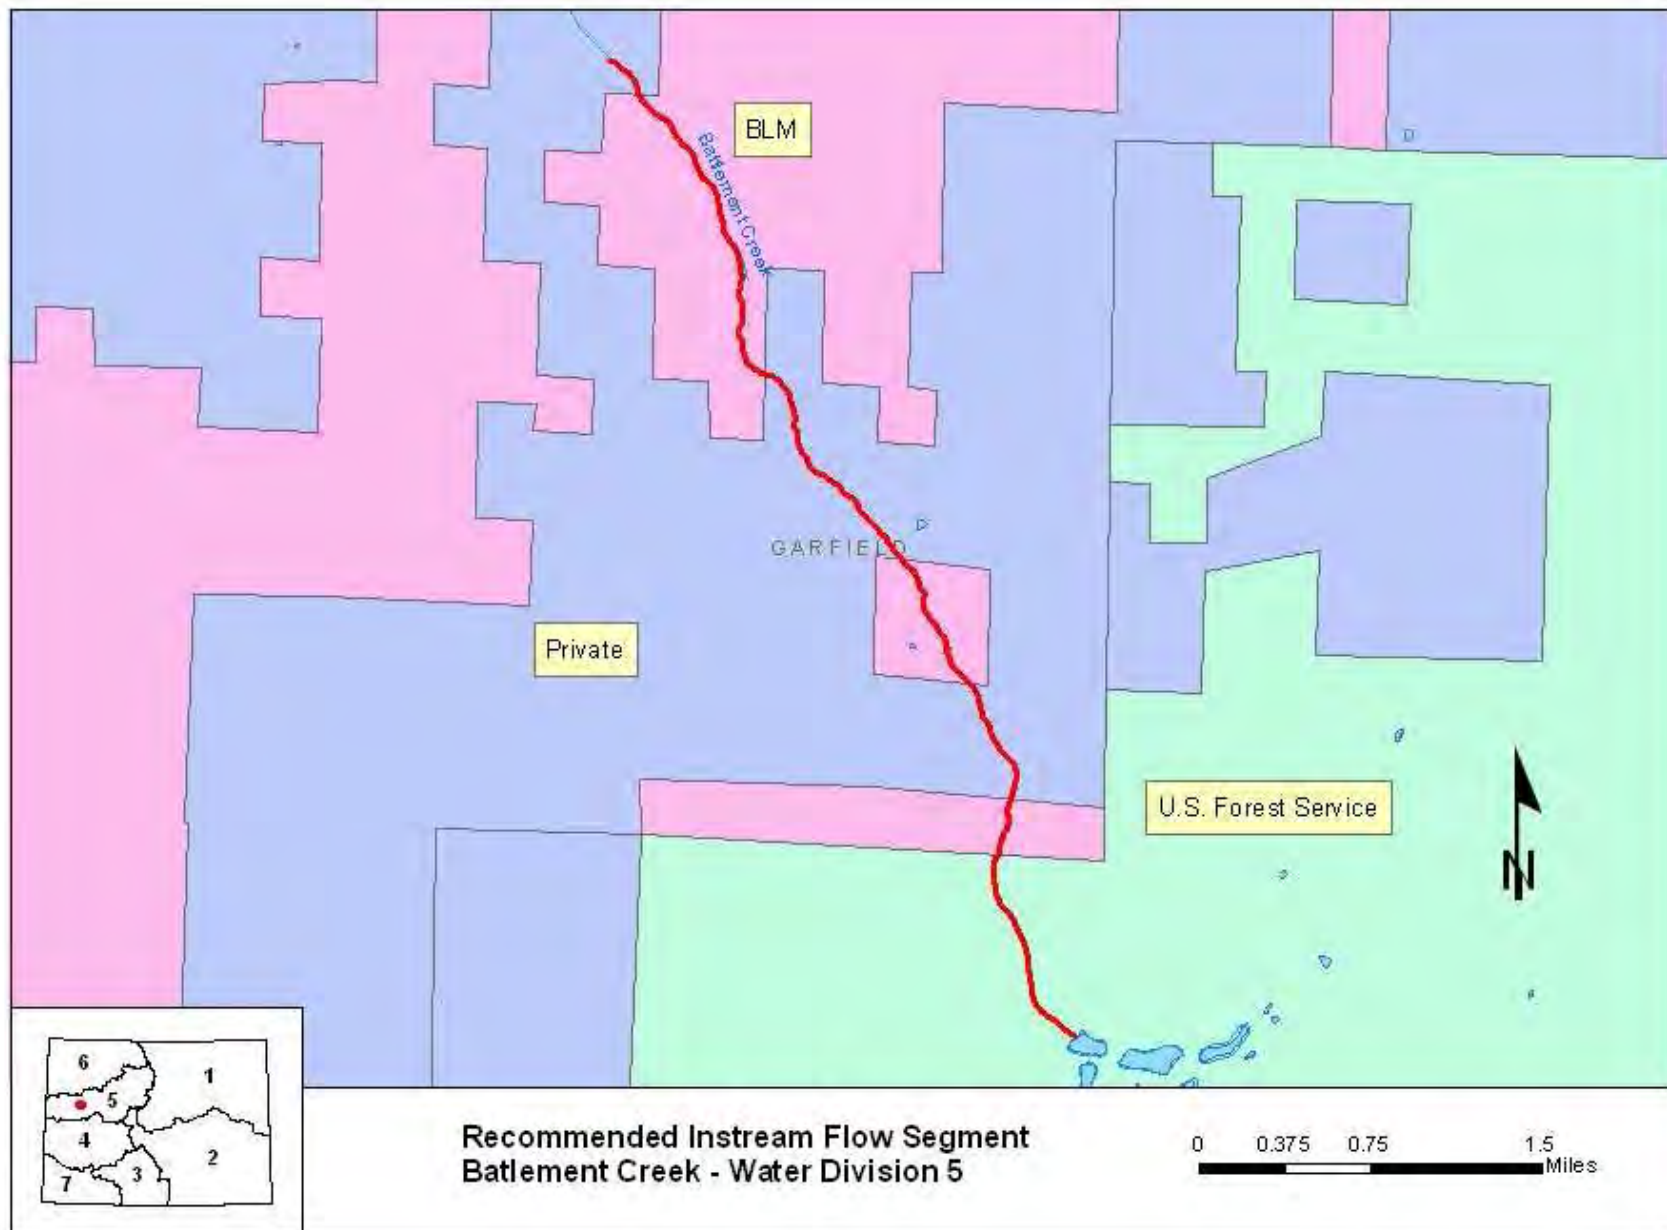 BLM
Battlement Creek
GARFIELD
Private
U.S. Forest Service
N
6
1
5
4
2
3
7
Recommended Instream Flow Segment
Batlement Creek - Water Division 5
0 0.375 0.75 1.5
Miles